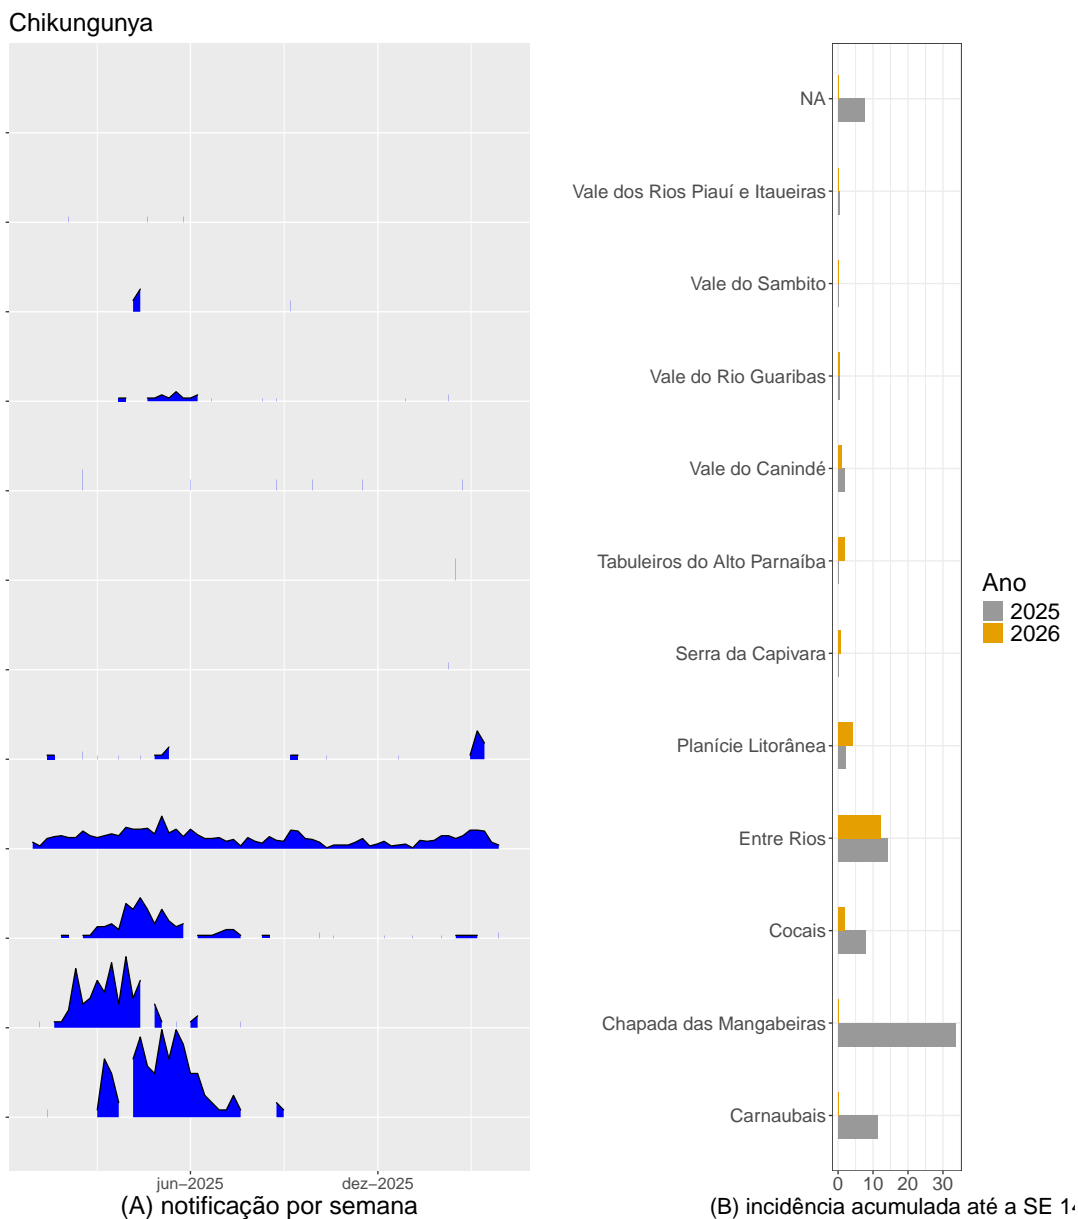 Chikungunya
NA
Vale dos Rios Piauí e Itaueiras
Vale do Sambito
Vale do Rio Guaribas
Vale do Canindé
Tabuleiros do Alto Parnaíba
Serra da Capivara
Planície Litorânea
Entre Rios
Cocais
Chapada das Mangabeiras
Carnaubais
Ano
2025
2026
jun−2025 dez−2025
0 10 20 30
(A) notificação por semana
(B) incidência acumulada até a SE 14